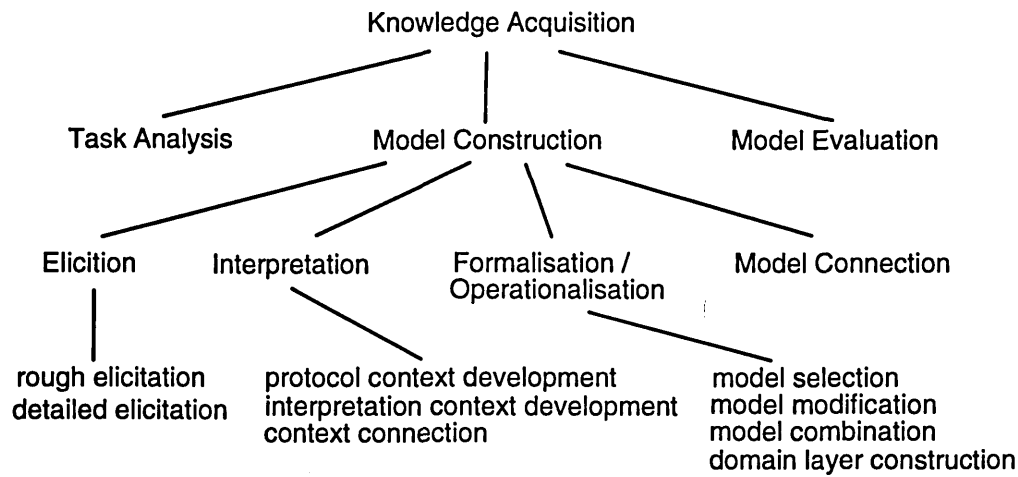 Knowledge Acquisition
Task Analysis
Model Construction
Model Evaluation
Elicition
Interpretation
Formalisation /
Operationalisation
Model Connection
rough elicitation
detailed elicitation
protocol context development
interpretation context development
context connection
model selection
model modification
model combination
domain layer construction